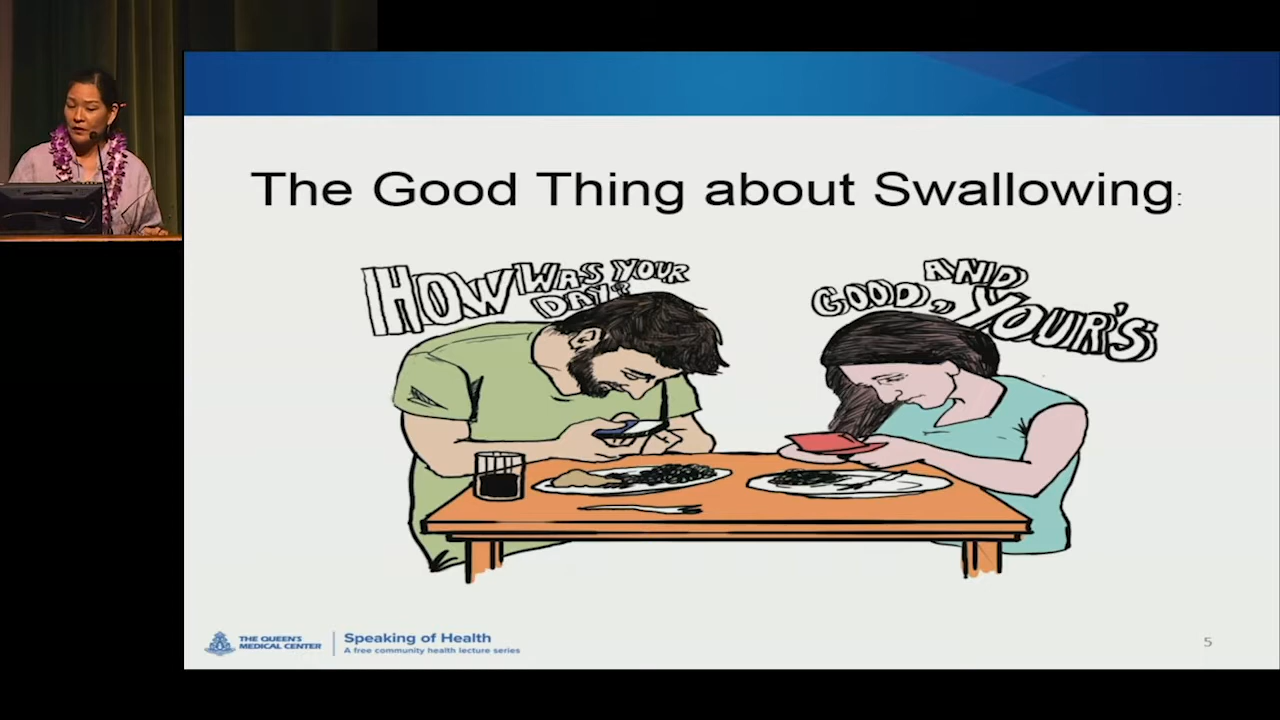 The Good Thing about Swallowing:
HOW WAS YOUR
DAY?
AND
GOOD,, YOUR'S
THE QUEEN'S
MEDICAL CENTER
Speaking of Health
A free community health lecture series
5